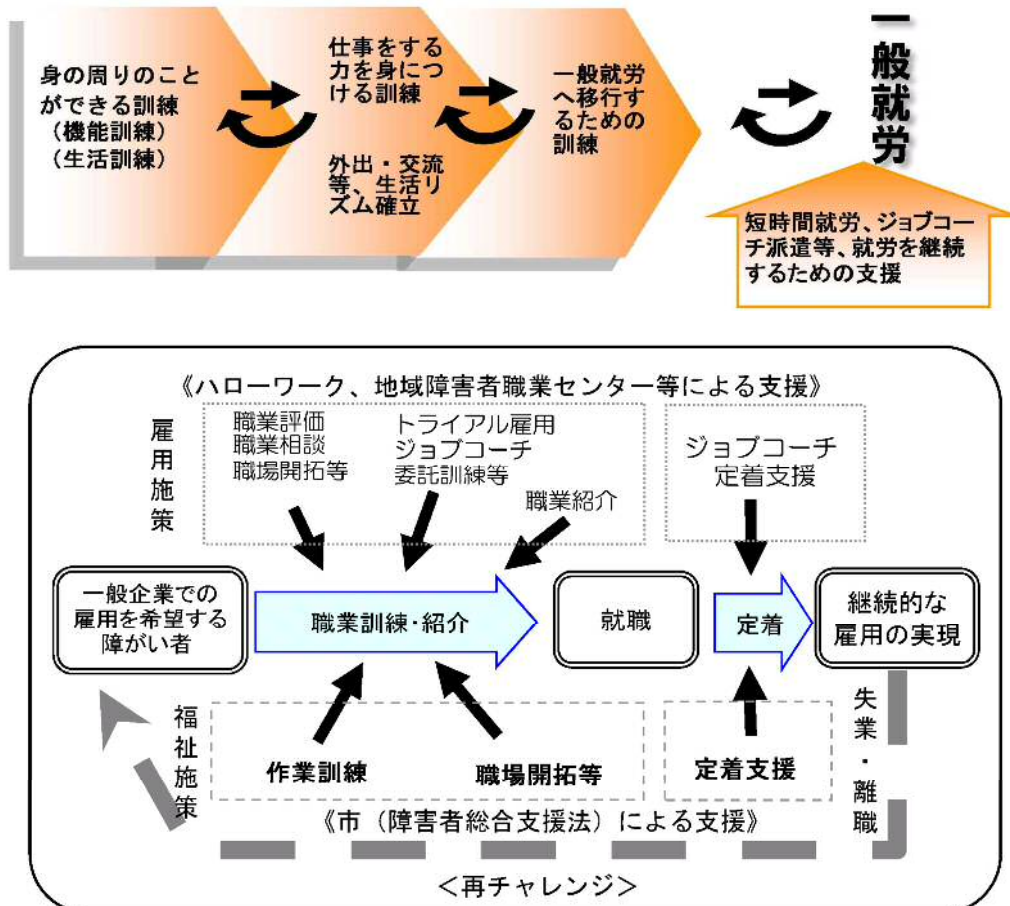 身の周りのこと
ができる訓練
（機能訓練）
（生活訓練）
仕事をする
力を身につ
ける訓練
外出・交流
等、生活リ
ズム確立
一般就労
へ移行す
るための
訓練
一般就労
短時間就労、ジョブコー
チ派遣等、就労を継続
するための支援
《ハローワーク、地域障害者職業センター等による支援》
雇用施策
職業評価
職業相談
職場開拓等
トライアル雇用
ジョブコーチ
委託訓練等
職業紹介
ジョブコーチ
定着支援
一般企業での
雇用を希望する
障がい者
職業訓練・紹介
就職
定着
継続的な
雇用の実現
福祉施策
作業訓練
職場開拓等
定着支援
失業・離職
《市（障害者総合支援法）による支援》
＜再チャレンジ＞